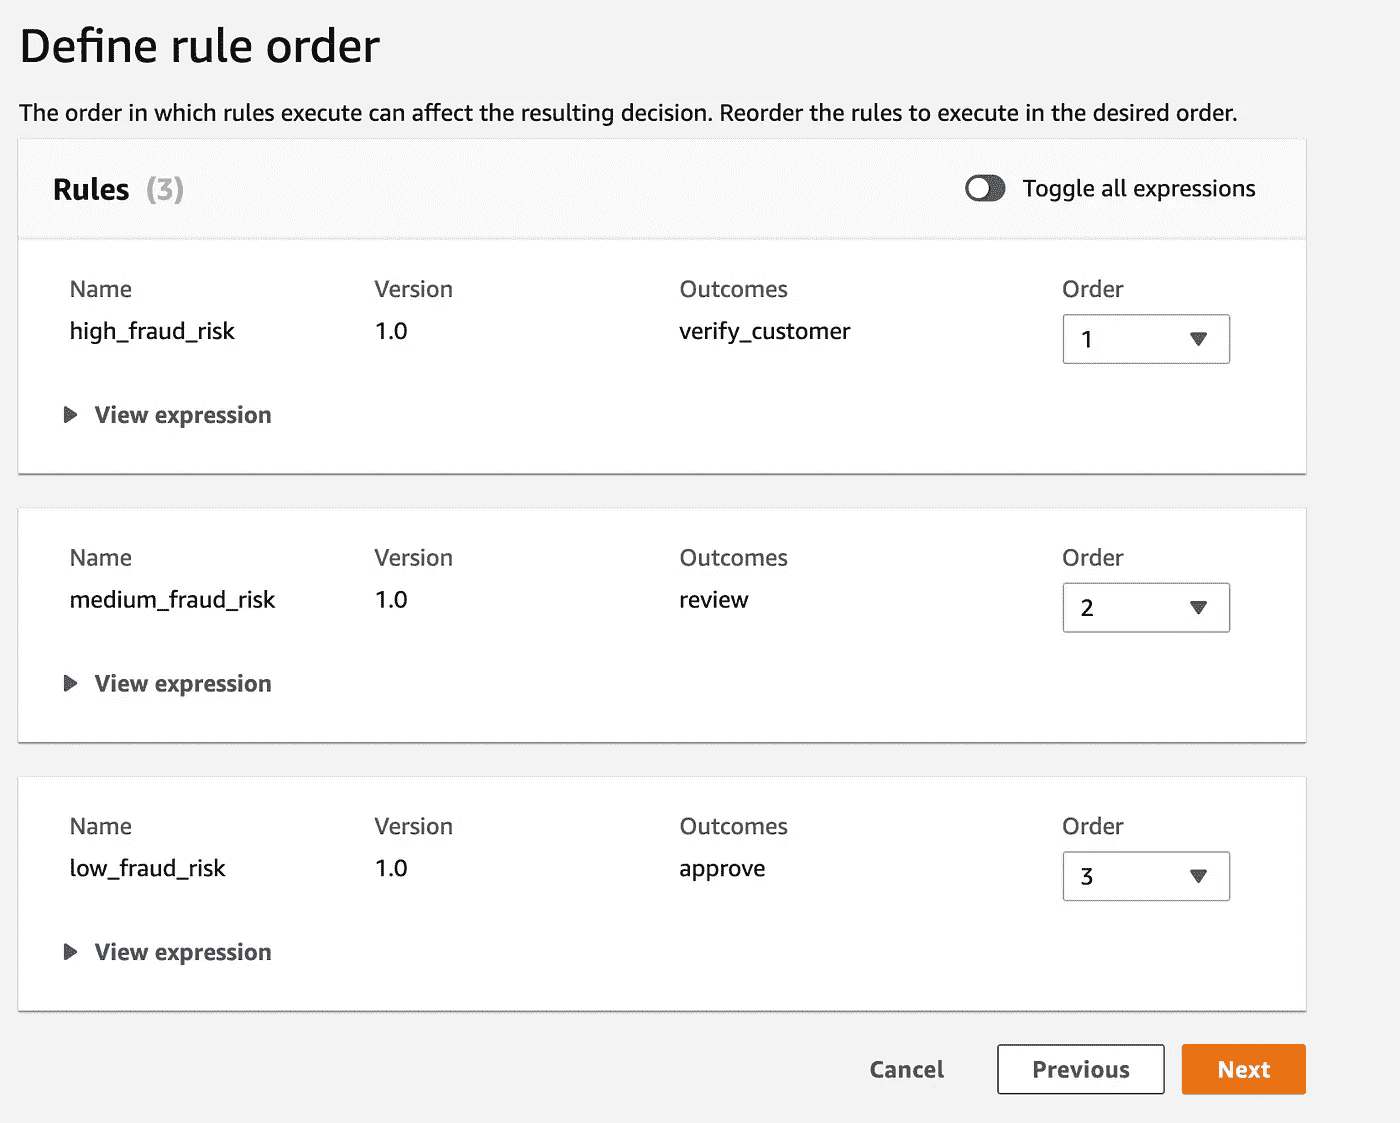 Define rule order
The order in which rules execute can affect the resulting decision. Reorder the rules to execute in the desired order.
Rules (3) Toggle all expressions
Name Version Outcomes Order
high_fraud_risk 1.0 verify_customer 1
View expression
Name Version Outcomes Order
medium_fraud_risk 1.0 review 2
View expression
Name Version Outcomes Order
low_fraud_risk 1.0 approve 3
View expression
Cancel Previous Next